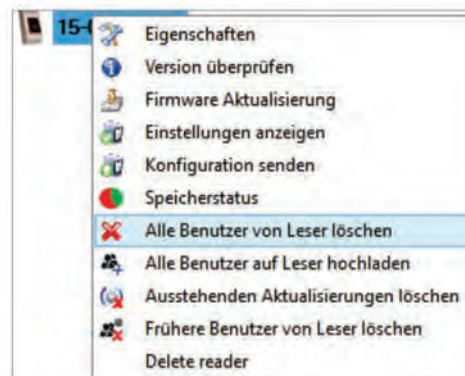 15-
Eigenschaften
Version überprüfen
Firmware Aktualisierung
Einstellungen anzeigen
Konfiguration senden
Speicherstatus
Alle Benutzer von Leser löschen
Alle Benutzer auf Leser hochladen
Ausstehenden Aktualisierungen löschen
Frühere Benutzer von Leser löschen
Delete reader